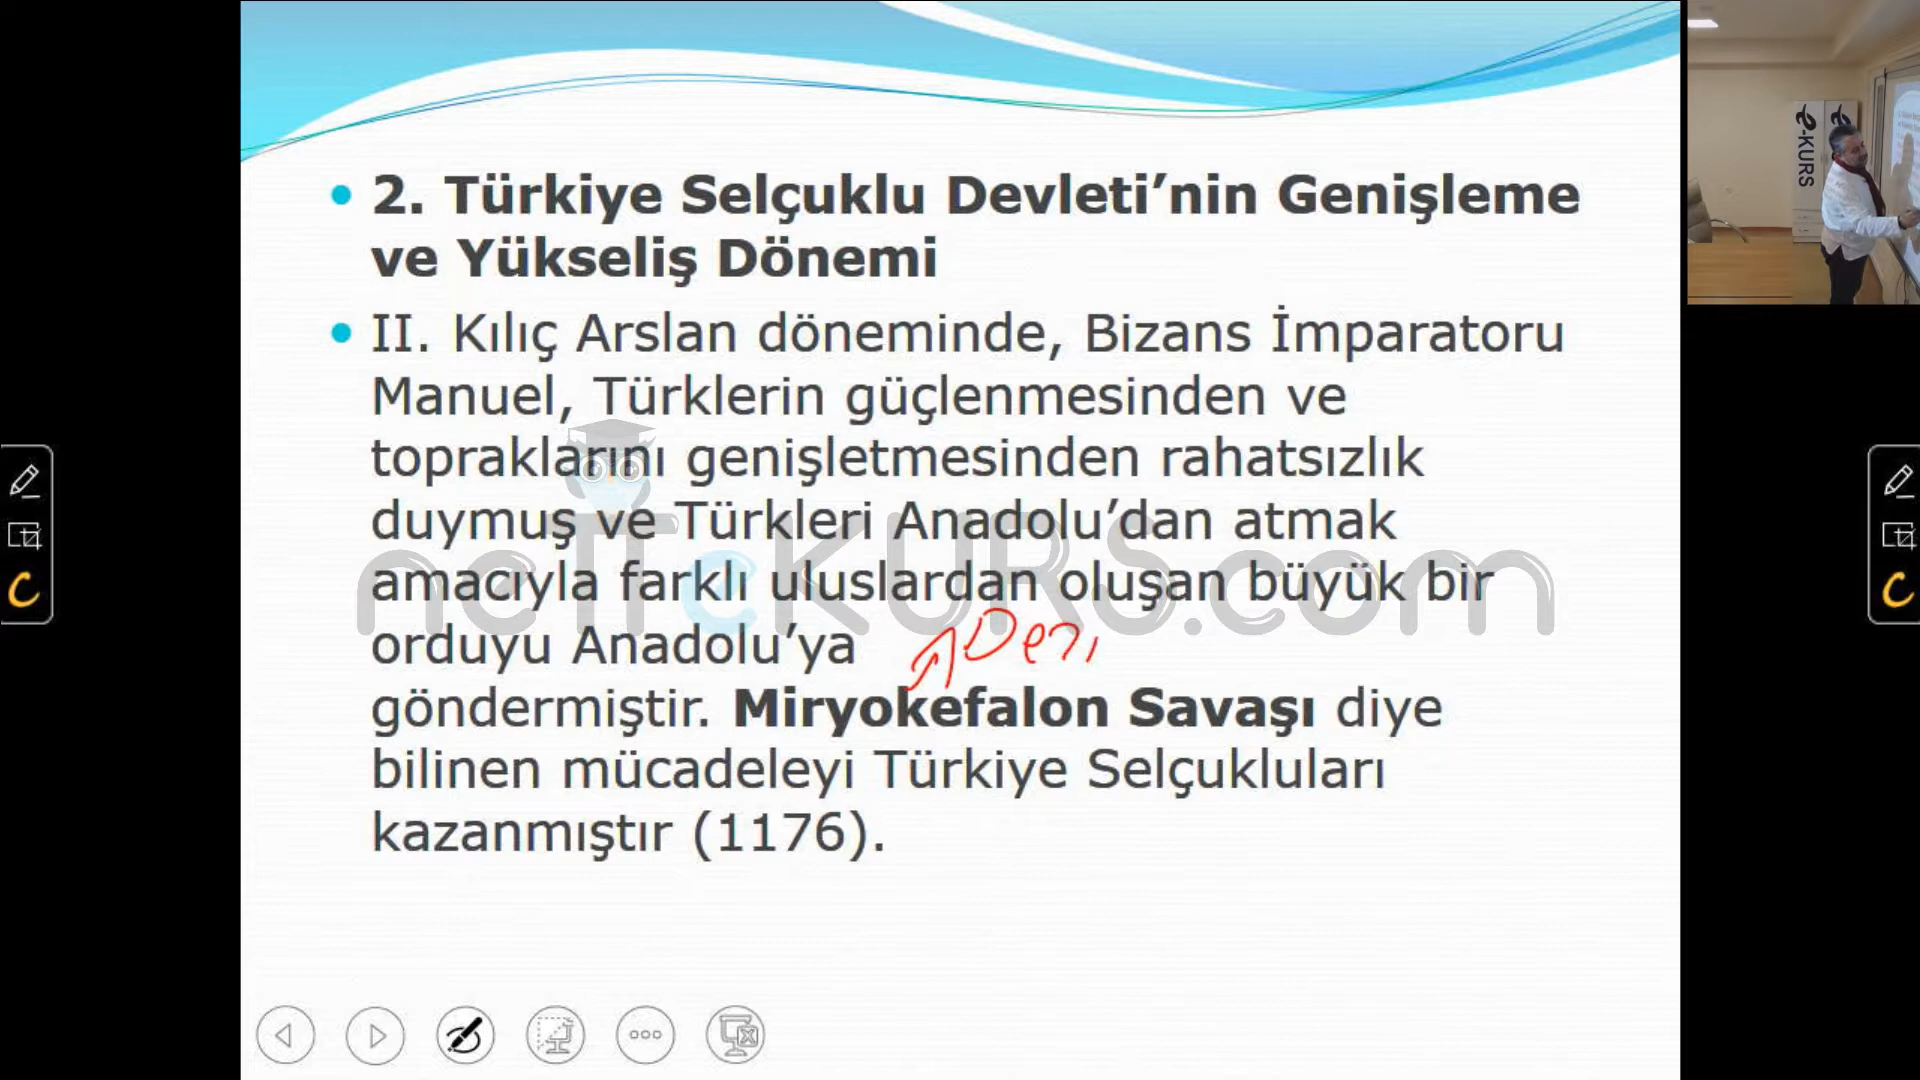 2. Türkiye Selçuklu Devleti’nin Genişleme
ve Yükseliş Dönemi
II. Kılıç Arslan döneminde, Bizans İmparatoru
Manuel, Türklerin güçlenmesinden ve
topraklarını genişletmesinden rahatsızlık
duymuş ve Türkleri Anadolu’dan atmak
amacıyla farklı uluslardan oluşan büyük bir
orduyu Anadolu’ya
göndermiştir. Miryokefalon Savaşı diye
bilinen mücadeleyi Türkiye Selçukluları
kazanmıştır (1176).
neTTeKURS.com
e-KURS